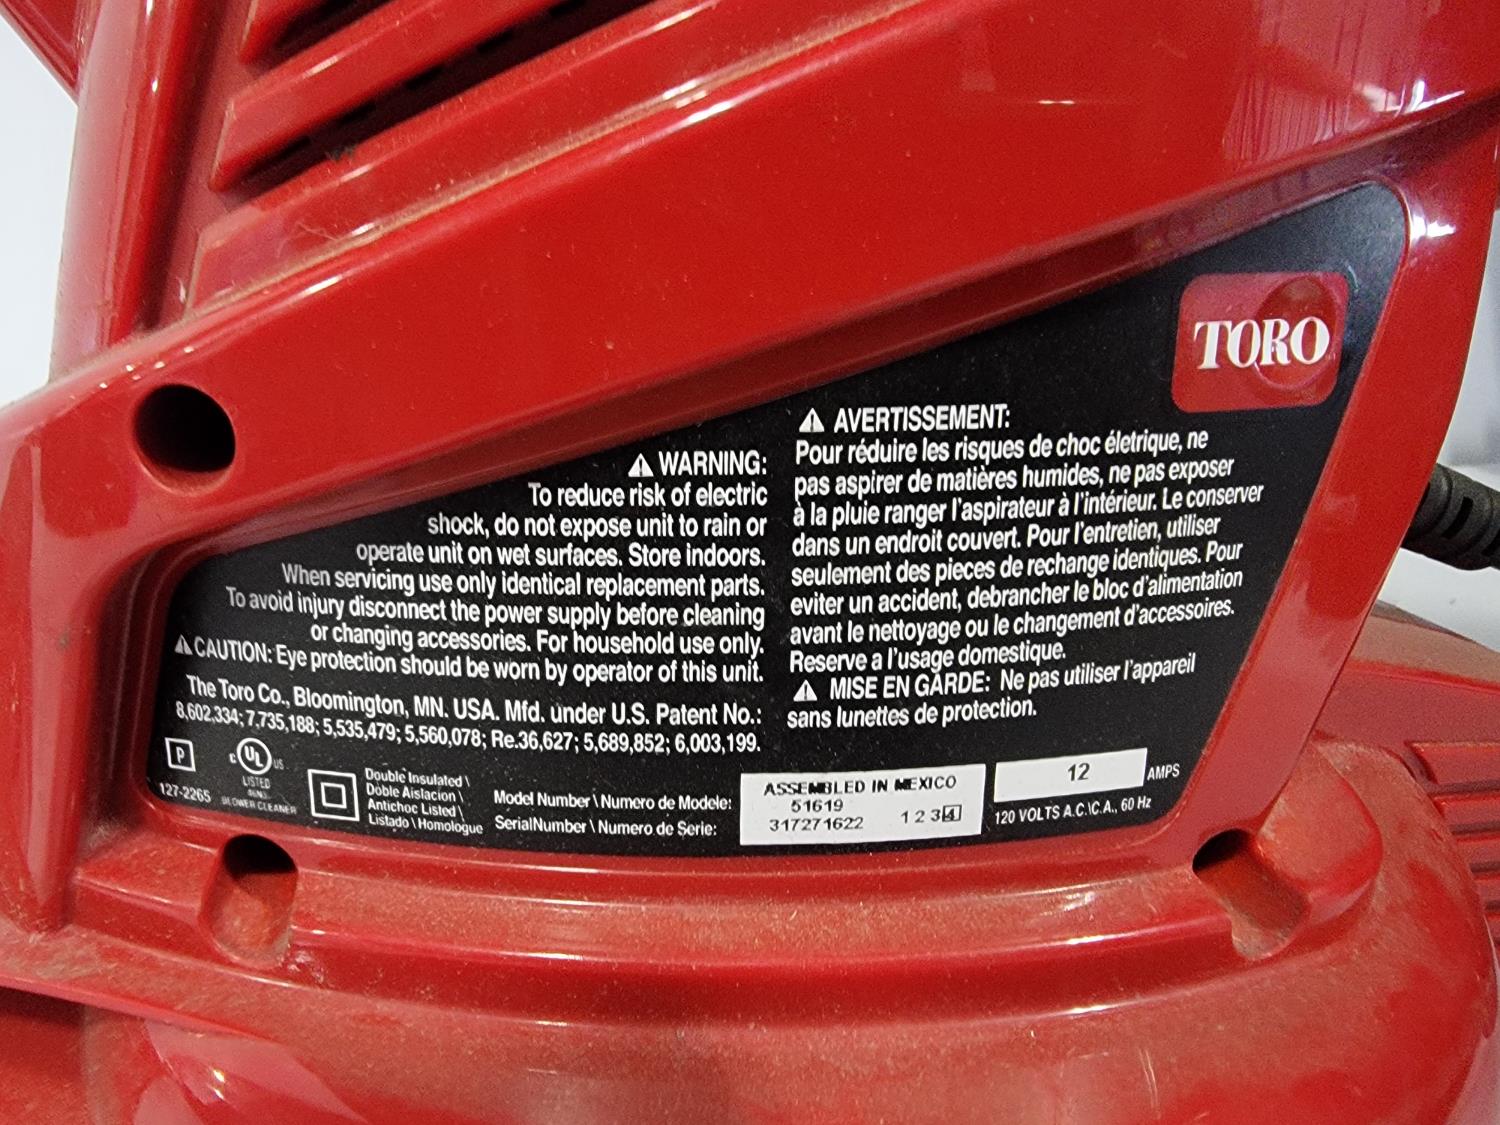 TORO
WARNING:
To reduce risk of electric
shock, do not expose unit to rain or
operate unit on wet surfaces. Store indoors.
When servicing use only identical replacement parts.
To avoid injury disconnect the power supply before cleaning
or changing accessories. For household use only.
CAUTION: Eye protection should be worn by operator of this unit.
The Toro Co., Bloomington, MN. USA. Mfd. under U.S. Patent No.:
8,602,334; 7,735,188; 5,535,479; 5,560,078; Re.36,627; 5,689,852; 6,003,199.
AVERTISSEMENT:
Pour réduire les risques de choc életrique, ne
pas aspirer de matières humides, ne pas exposer
à la pluie ranger l'aspirateur à l'intérieur. Le conserver
dans un endroit couvert. Pour l'entretien, utiliser
seulement des pieces de rechange identiques. Pour
eviter un accident, debrancher le bloc d'alimentation
avant le nettoyage ou le changement d'accessoires.
Reserve a l'usage domestique.
MISE EN GARDE: Ne pas utiliser l'appareil
sans lunettes de protection.
P
127-2265
C UL US
LISTED
BLOWER CLEANER
Double Insulated \
Doble Aislacion \
Antichoc Listed \
Listado \ Homologue
Model Number \ Numero de Modele:
SerialNumber \ Numero de Serie:
ASSEMBLED IN MEXICO
51619
317271622 1 2 3 4
12 AMPS
120 VOLTS A.C.\C.A., 60 Hz